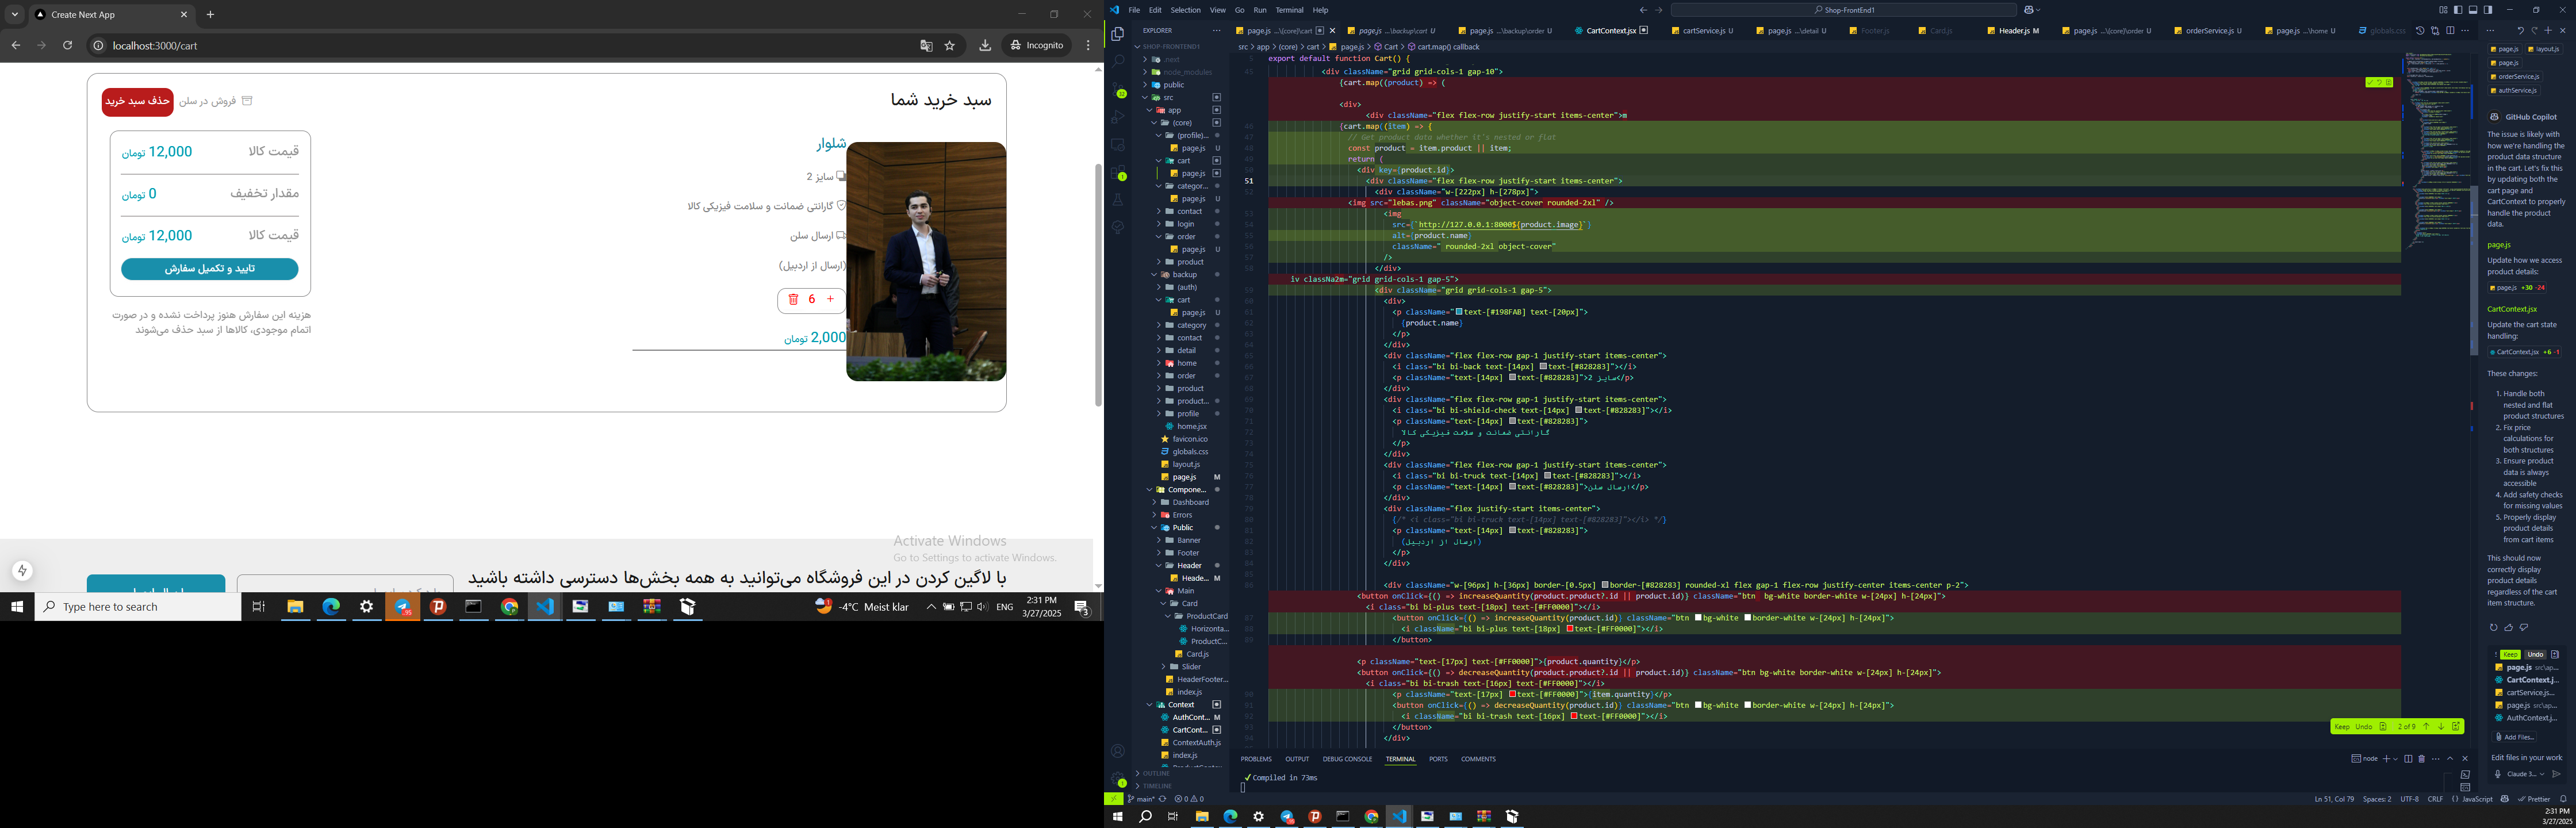 Create Next App
localhost:3000/cart
Incognito
سبد خرید شما
فروش در سلن
حذف سبد خرید
قیمت کالا
12,000 تومان
مقدار تخفیف
0 تومان
قیمت کالا
12,000 تومان
تایید و تکمیل سفارش
هزینه این سفارش هنوز پرداخت نشده و در صورت
اتمام موجودی، کالاها از سبد حذف می‌شوند
شلوار
سایز 2
گارانتی ضمانت و سلامت فیزیکی کالا
ارسال سلن
(ارسال از اردبیل)
6 +
2,000 تومان
Activate Windows
Go to Settings to activate Windows.
با لاگین کردن در این فروشگاه می‌توانید به همه بخش‌ها دسترسی داشته باشید
Type here to search
-4°C Meist klar
ENG
2:31 PM
3/27/2025
File Edit Selection View Go Run Terminal Help
Shop-FrontEnd1
EXPLORER
SHOP-FRONTEND1
.next
node_modules
public
src
app
(core)
(profile)...
page.js U
cart
page.js
categor...
page.js U
contact
login
order
page.js U
product
backup
(auth)
cart
page.js U
category
contact
detail
home
order
product
product...
profile
home.jsx
favicon.ico
globals.css
layout.js
page.js M
Compone...
Dashboard
Errors
Public
Banner
Footer
Header
Heade... M
Main
Card
ProductCard
Horizonta...
ProductC...
Card.js
Slider
HeaderFooter...
index.js
Context
AuthCont... M
CartCont...
ContextAuth.js
index.js
OUTLINE
TIMELINE
page.js ...\(core)\cart
page.js ...\backup\cart U
page.js ...\backup\order U
CartContext.jsx
cartService.js U
page.js ...\detail U
Footer.js
Card.js
Header.js M
page.js ...\(core)\order U
orderService.js U
page.js ...\home U
globals.css
src > app > (core) > cart > page.js > Cart > cart.map() callback
export default function Cart() {
<div className="grid grid-cols-1 gap-10">
{cart.map((product) => (
<div>
<div className="flex flex-row justify-start items-center">m
{cart.map((item) => {
// Get product data whether it's nested or flat
const product = item.product || item;
return (
<div key={product.id}>
<div className="flex flex-row justify-start items-center">
<div className="w-[222px] h-[278px]">
<img src="lebas.png" className="object-cover rounded-2xl" />
<img
src={`http://127.0.0.1:8000${product.image}`}
alt={product.name}
className=" rounded-2xl object-cover"
/>
</div>
iv classNa2m="grid grid-cols-1 gap-5">
<div className="grid grid-cols-1 gap-5">
<div>
<p className="text-[#198FAB] text-[20px]">
{product.name}
</p>
</div>
<div className="flex flex-row gap-1 justify-start items-center">
<i class="bi bi-back text-[14px] text-[#828283]"></i>
<p className="text-[14px] text-[#828283]">سایز 2</p>
</div>
<div className="flex flex-row gap-1 justify-start items-center">
<i class="bi bi-shield-check text-[14px] text-[#828283]"></i>
<p className="text-[14px] text-[#828283]">
گارانتی ضمانت و سلامت فیزیکی کالا
</p>
</div>
<div className="flex flex-row gap-1 justify-start items-center">
<i class="bi bi-truck text-[14px] text-[#828283]"></i>
<p className="text-[14px] text-[#828283]">ارسال سلن</p>
</div>
<div className="flex justify-start items-center">
{/* <i class="bi bi-truck text-[14px] text-[#828283]"></i> */}
<p className="text-[14px] text-[#828283]">
(ارسال از اردبیل)
</p>
</div>
<div className="w-[96px] h-[36px] border-[0.5px] border-[#828283] rounded-xl flex gap-1 flex-row justify-center items-center p-2">
<button onClick={() => increaseQuantity(product.product?.id || product.id)} className="btn  bg-white border-white w-[24px] h-[24px]">
<i class="bi bi-plus text-[18px] text-[#FF0000]"></i>
<button onClick={() => increaseQuantity(product.id)} className="btn bg-white border-white w-[24px] h-[24px]">
<i className="bi bi-plus text-[18px] text-[#FF0000]"></i>
</button>
<p className="text-[17px] text-[#FF0000]">{product.quantity}</p>
<button onClick={() => decreaseQuantity(product.product?.id || product.id)} className="btn bg-white border-white w-[24px] h-[24px]">
<i class="bi bi-trash text-[16px] text-[#FF0000]"></i>
<p className="text-[17px] text-[#FF0000]">{item.quantity}</p>
<button onClick={() => decreaseQuantity(product.id)} className="btn bg-white border-white w-[24px] h-[24px]">
<i className="bi bi-trash text-[16px] text-[#FF0000]"></i>
</button>
</div>
Keep Undo 2 of 9
PROBLEMS OUTPUT DEBUG CONSOLE TERMINAL PORTS COMMENTS
node
✓ Compiled in 73ms
page.js layout.js
page.js
orderService.js
authService.js
GitHub Copilot
The issue is likely with
how we're handling the
product data structure
in the cart. Let's fix this
by updating both the
cart page and
CartContext to properly
handle the product
data.
page.js
Update how we access
product details:
page.js +30 -24
CartContext.jsx
Update the cart state
handling:
CartContext.jsx +6 -1
These changes:
1. Handle both
nested and flat
product structures
2. Fix price
calculations for
both structures
3. Ensure product
data is always
accessible
4. Add safety checks
for missing values
5. Properly display
product details
from cart items
This should now
correctly display
product details
regardless of the cart
item structure.
Keep Undo
page.js src\ap...
CartContext.j...
cartService.js...
page.js src\ap...
AuthContext.j...
Add Files...
Edit files in your work
Claude 3...
main* 0 0
Ln 51, Col 79 Spaces: 2 UTF-8 CRLF {} JavaScript Prettier
2:31 PM
3/27/2025